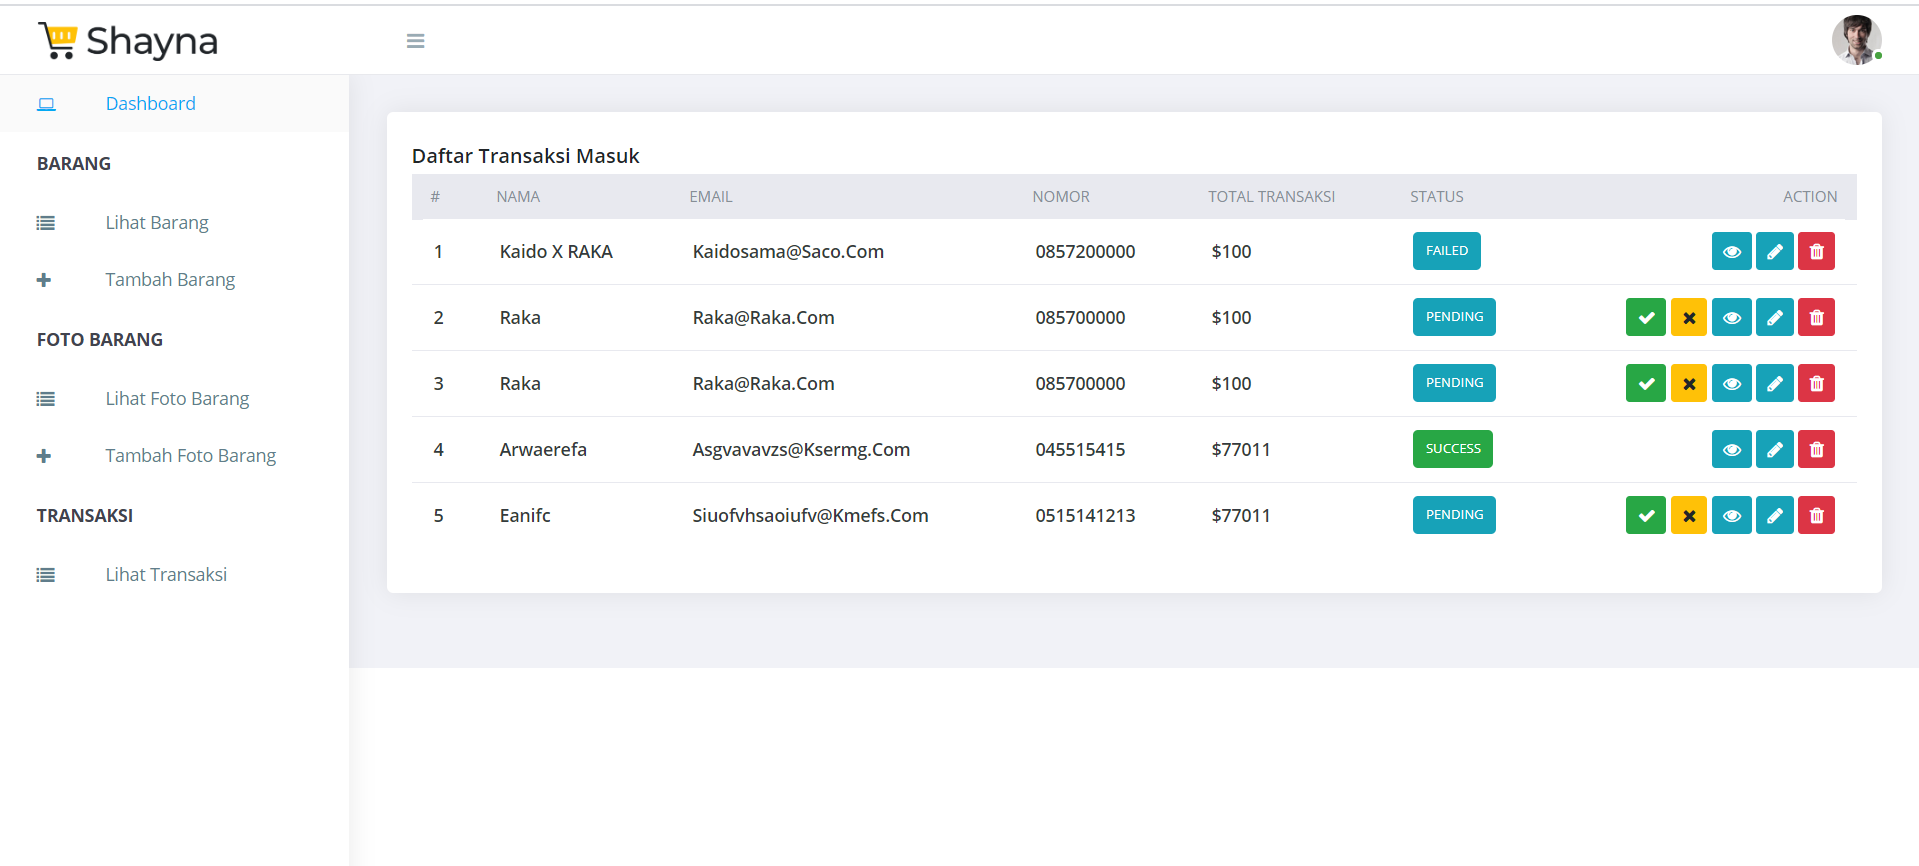 Shayna
Dashboard
BARANG
Lihat Barang
Tambah Barang
FOTO BARANG
Lihat Foto Barang
Tambah Foto Barang
TRANSAKSI
Lihat Transaksi
Daftar Transaksi Masuk
# NAMA EMAIL NOMOR TOTAL TRANSAKSI STATUS ACTION
1 Kaido X RAKA Kaidosama@Saco.Com 0857200000 $100 FAILED
2 Raka Raka@Raka.Com 085700000 $100 PENDING
3 Raka Raka@Raka.Com 085700000 $100 PENDING
4 Arwaerefa Asgvavavzs@Ksermg.Com 045515415 $77011 SUCCESS
5 Eanifc Siuofvhsaoiufv@Kmefs.Com 0515141213 $77011 PENDING